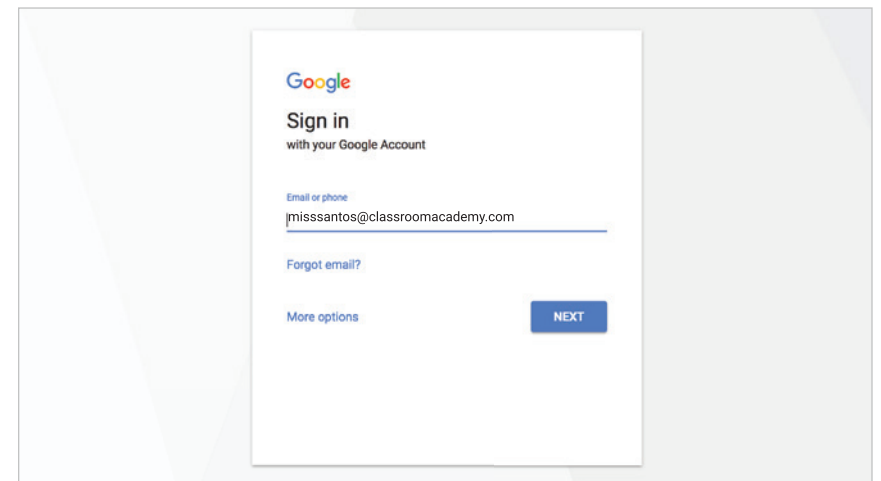 Google
Sign in
with your Google Account
Email or phone
misssantos@classroomacademy.com
Forgot email?
More options
NEXT